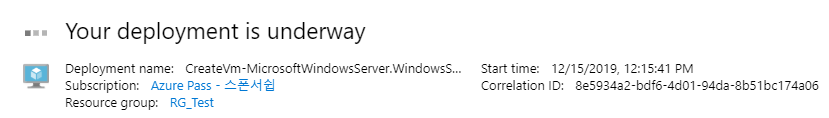 Your deployment is underway
Deployment name: CreateVm-MicrosoftWindowsServer.WindowsS... Start time: 12/15/2019, 12:15:41 PM
Subscription: Azure Pass - 스폰서쉽 Correlation ID: 8e5934a2-bdf6-4d01-94da-8b51bc174a06
Resource group: RG_Test